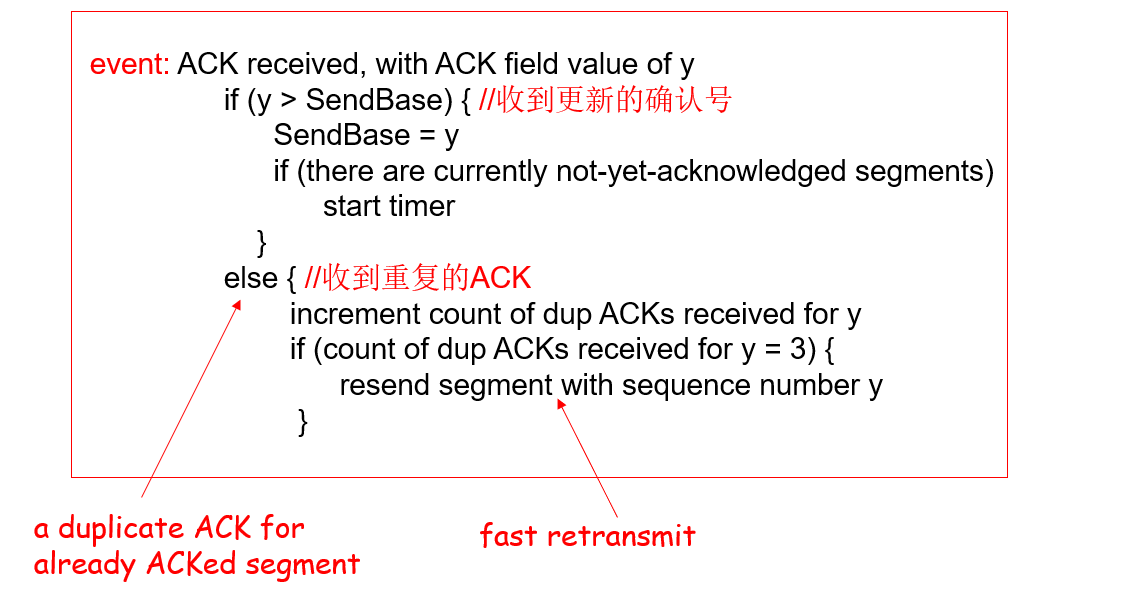 event: ACK received, with ACK field value of y
if (y > SendBase) { //收到更新的确认号
SendBase = y
if (there are currently not-yet-acknowledged segments)
start timer
}
else { //收到重复的ACK
increment count of dup ACKs received for y
if (count of dup ACKs received for y = 3) {
resend segment with sequence number y
}
a duplicate ACK for
already ACKed segment
fast retransmit